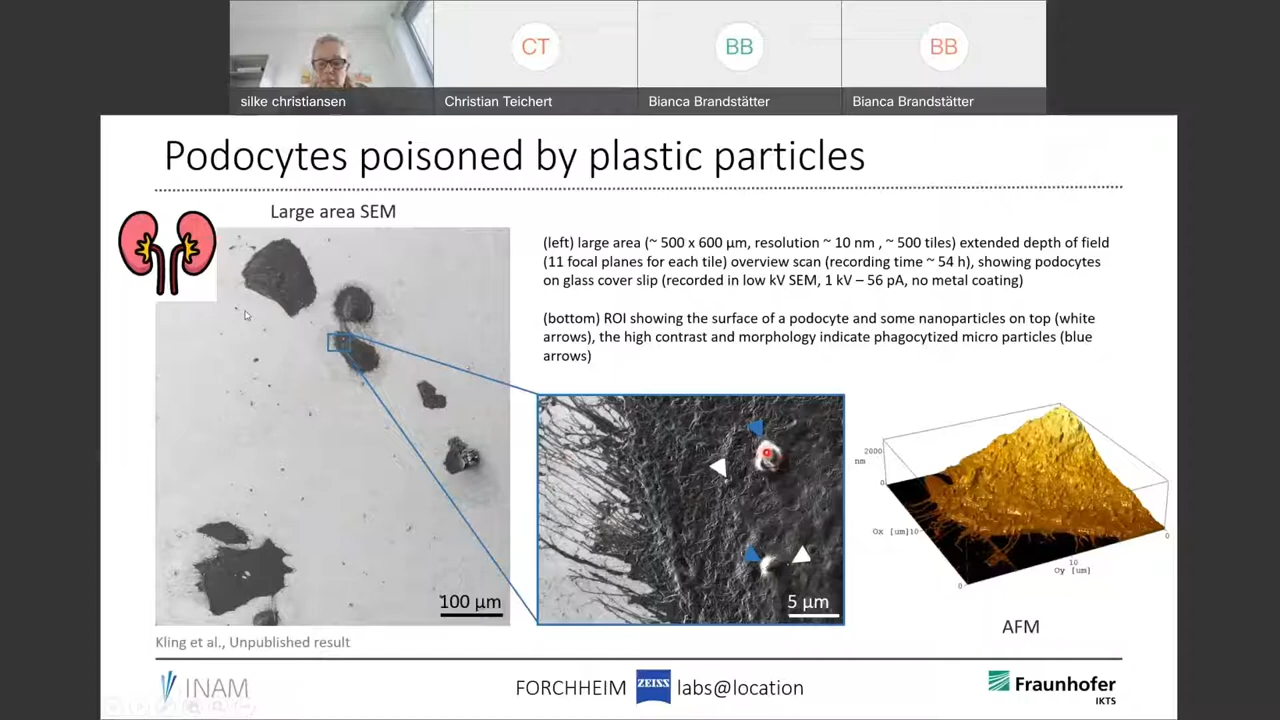 CT
BB
BB
silke christiansen
Christian Teichert
Bianca Brandstätter
Bianca Brandstätter
Podocytes poisoned by plastic particles
Large area SEM
(left) large area (~ 500 x 600 µm, resolution ~ 10 nm , ~ 500 tiles) extended depth of field
(11 focal planes for each tile) overview scan (recording time ~ 54 h), showing podocytes
on glass cover slip (recorded in low kV SEM, 1 kV – 56 pA, no metal coating)
(bottom) ROI showing the surface of a podocyte and some nanoparticles on top (white
arrows), the high contrast and morphology indicate phagocytized micro particles (blue
arrows)
2000
nm
0
Ox [um]
10
0
10
Oy [um]
0
100 µm
5 µm
AFM
Kling et al., Unpublished result
INAM
FORCHHEIM
ZEISS
labs@location
Fraunhofer
IKTS